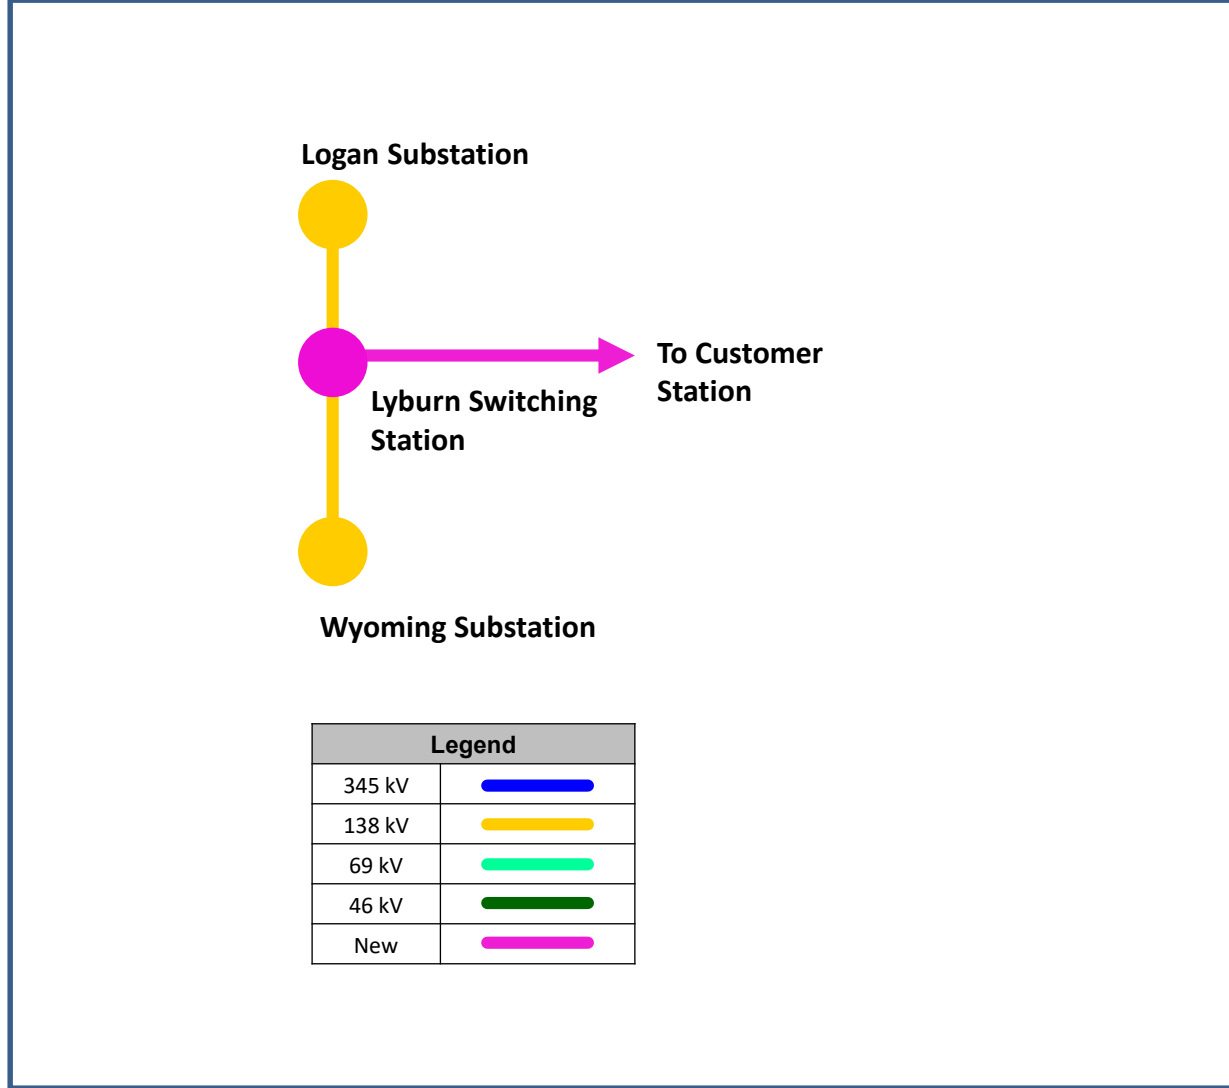 Logan Substation
To Customer
Station
Lyburn Switching
Station
Wyoming Substation
Legend
345 kV
138 kV
69 kV
46 kV
New